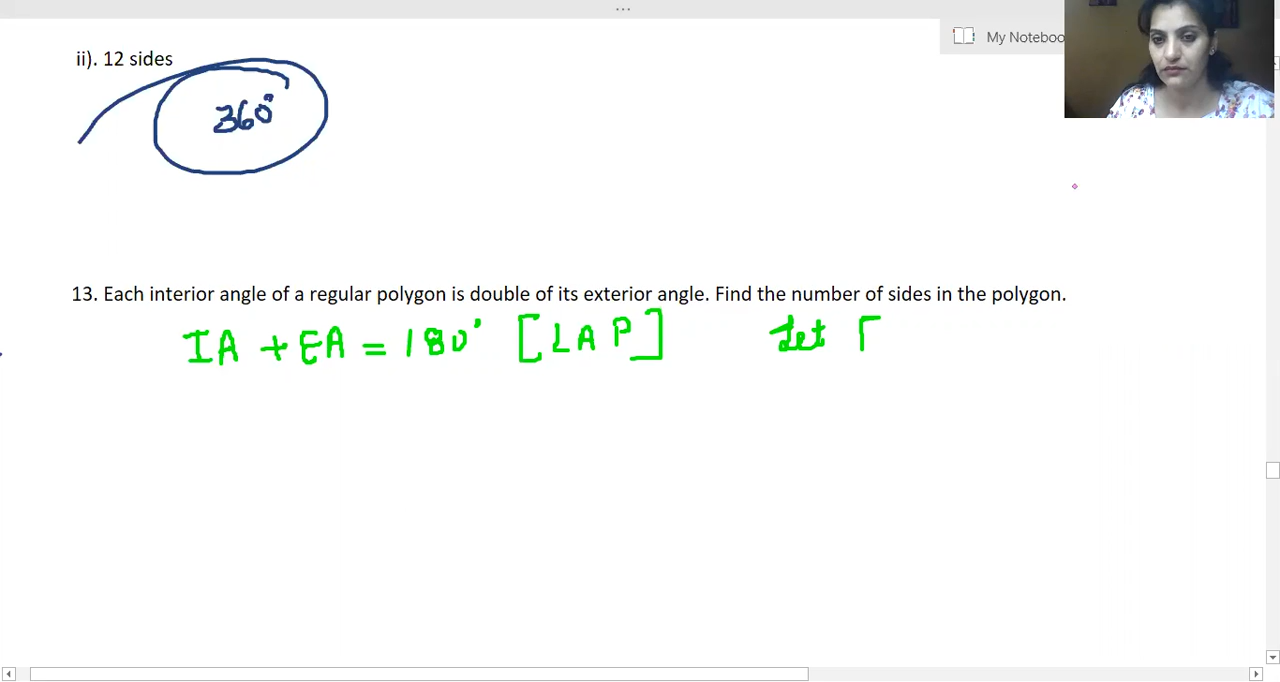 ...
ii). 12 sides
My Noteboo
360°
13. Each interior angle of a regular polygon is double of its exterior angle. Find the number of sides in the polygon.
IA + EA = 180° [LAP] Let